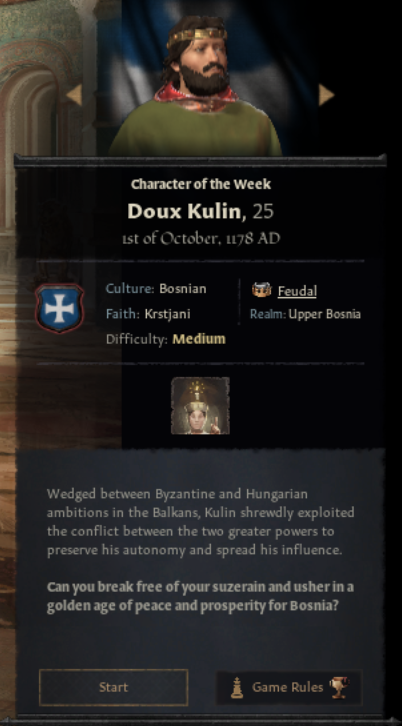 Character of the Week
Doux Kulin, 25
1st of October, 1178 AD
Culture: Bosnian
Faith: Krstjani
Difficulty: Medium
Feudal
Realm: Upper Bosnia
Wedged between Byzantine and Hungarian
ambitions in the Balkans, Kulin shrewdly exploited
the conflict between the two greater powers to
preserve his autonomy and spread his influence.
Can you break free of your suzerain and usher in a
golden age of peace and prosperity for Bosnia?
Start
Game Rules